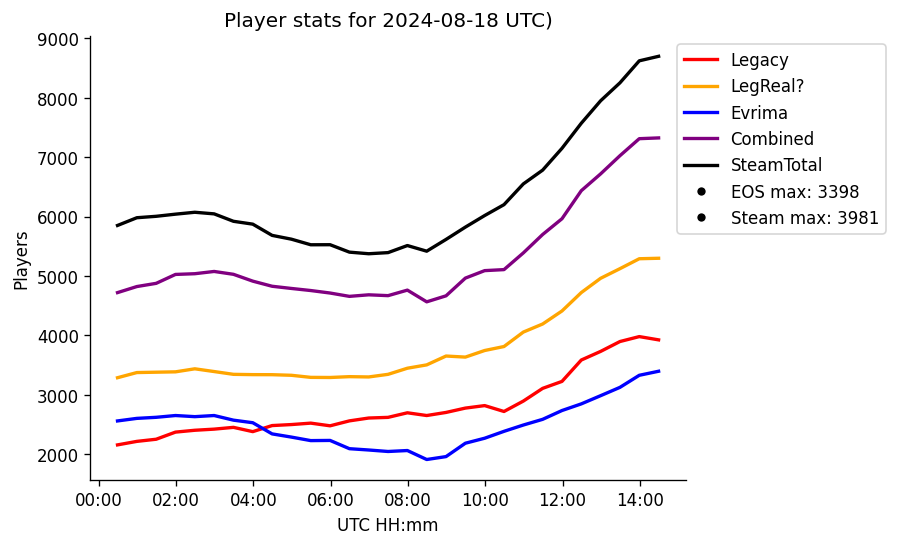 Player stats for 2024-08-18 UTC)
9000
8000
7000
6000
5000
4000
3000
2000
Players
00:00 02:00 04:00 06:00 08:00 10:00 12:00 14:00
UTC HH:mm
Legacy
LegReal?
Evrima
Combined
SteamTotal
EOS max: 3398
Steam max: 3981